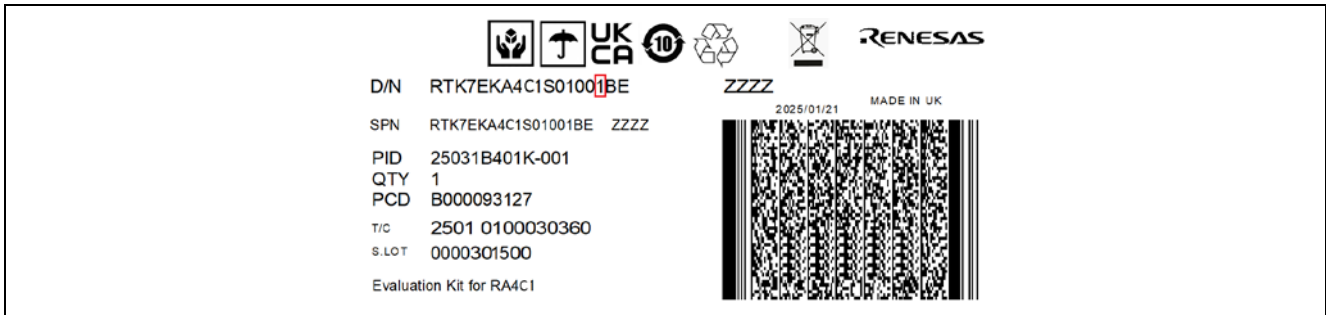 UK
CA
10
RENESAS
D/N RTK7EKA4C1S01001BE ZZZZ
2025/01/21 MADE IN UK
SPN RTK7EKA4C1S01001BE ZZZZ
PID 25031B401K-001
QTY 1
PCD B000093127
T/C 2501 0100030360
S.LOT 0000301500
Evaluation Kit for RA4C1